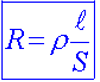 R = ρ ℓ/S